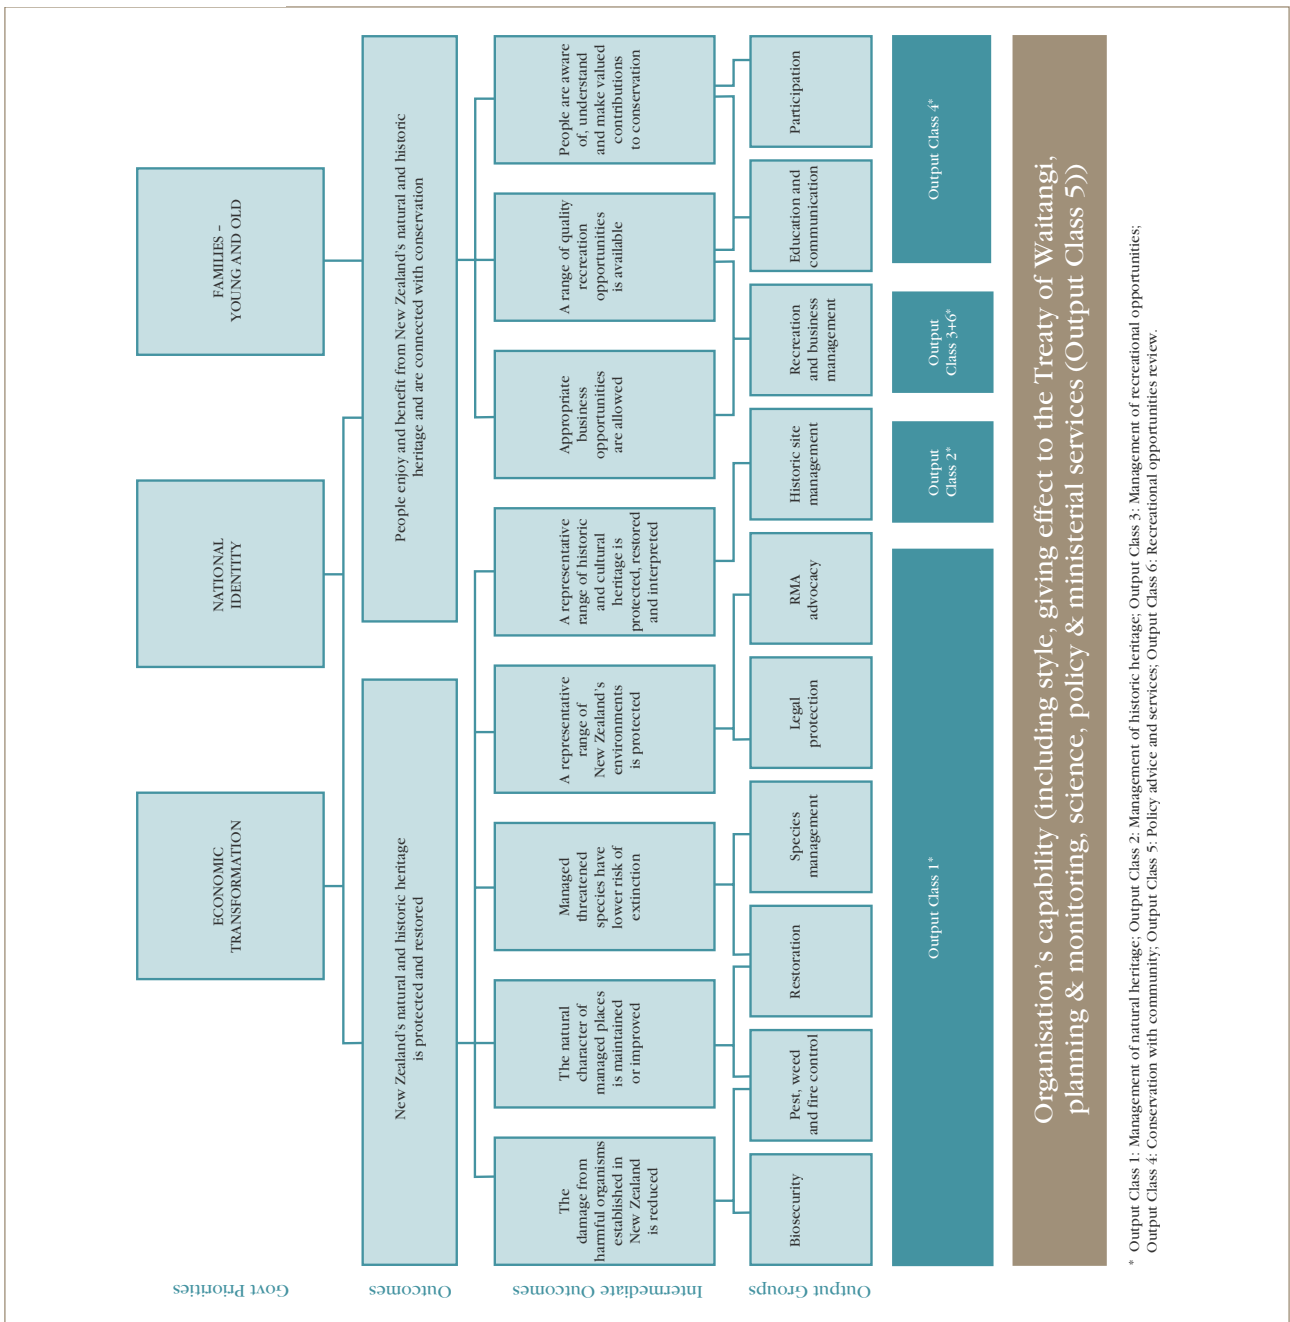 Govt Priorities
ECONOMIC
TRANSFORMATION
NATIONAL
IDENTITY
FAMILIES –
YOUNG AND OLD
Outcomes
New Zealand's natural and historic heritage
is protected and restored
People enjoy and benefit from New Zealand's natural and historic
heritage and are connected with conservation
Intermediate Outcomes
The
damage from
harmful organisms
established in
New Zealand
is reduced
The natural
character of
managed places
is maintained
or improved
Managed
threatened
species have
lower risk of
extinction
A representative
range of
New Zealand's
environments
is protected
A representative
range of historic
and cultural
heritage is
protected, restored
and interpreted
Appropriate
business
opportunities
are allowed
A range of quality
recreation
opportunities
is available
People are aware
of, understand
and make valued
contributions
to conservation
Output Groups
Biosecurity
Pest, weed
and fire control
Restoration
Species
management
Legal
protection
RMA
advocacy
Historic site
management
Recreation
and business
management
Education and
communication
Participation
Output Class 1*
Output
Class 2*
Output
Class 3+6*
Output Class 4*
Organisation's capability (including style, giving effect to the Treaty of Waitangi,
planning & monitoring, science, policy & ministerial services (Output Class 5))
* Output Class 1: Management of natural heritage; Output Class 2: Management of historic heritage; Output Class 3: Management of recreational opportunities;
Output Class 4: Conservation with community; Output Class 5: Policy advice and services; Output Class 6: Recreational opportunities review.